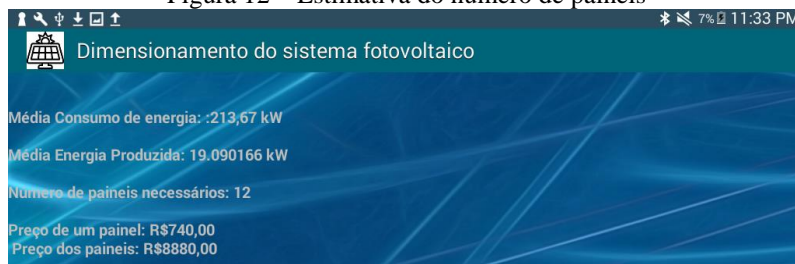 Figura 12 – Estimativa do número de painéis
7% 11:33 PM
Dimensionamento do sistema fotovoltaico
Média Consumo de energia: :213,67 kW
Média Energia Produzida: 19.090166 kW
Número de paineis necessários: 12
Preço de um painel: R$740,00
Preço dos paineis: R$8880,00